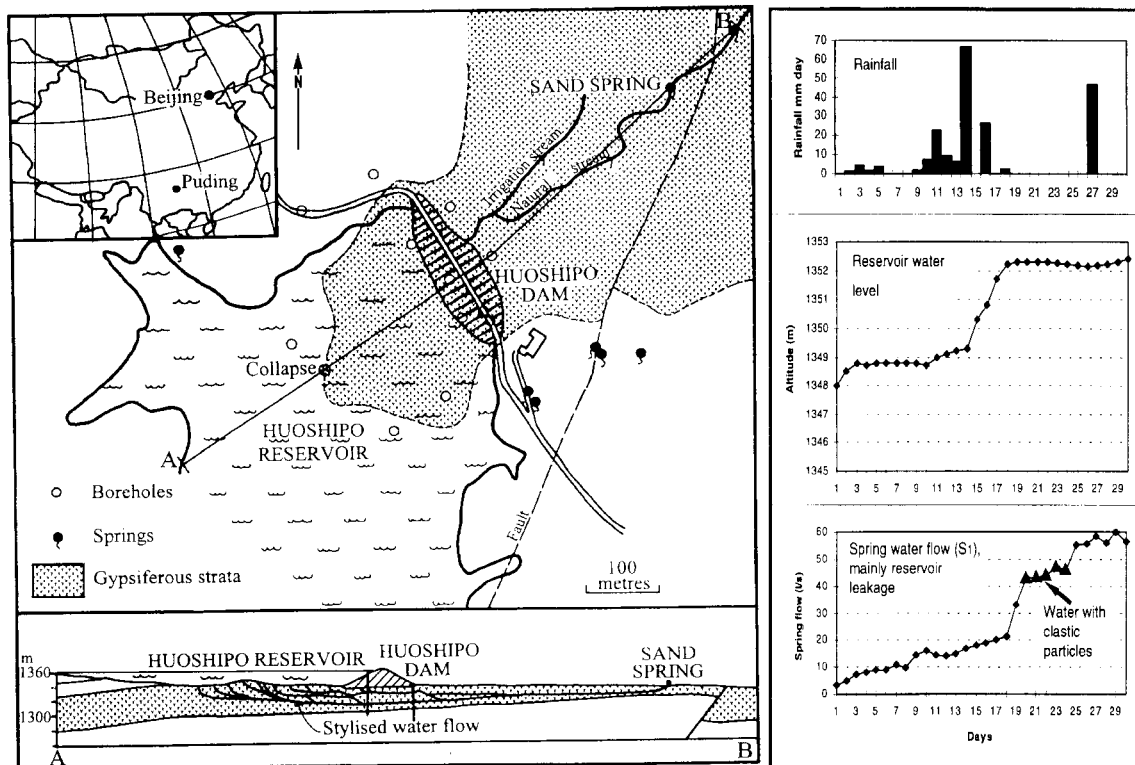 Beijing
Puding
N
B
SAND SPRING
Irrigation stream
Natural stream
HUOSHIPO
DAM
Collapse
HUOSHIPO
RESERVOIR
A
Boreholes
Springs
Gypsiferous strata
Fault
100
metres
m
1360
1300
HUOSHIPO RESERVOIR
HUOSHIPO
DAM
SAND
SPRING
Stylised water flow
A
B
Rainfall
Rainfall mm day
70
60
50
40
30
20
10
0
1 3 5 7 9 11 13 15 17 19 21 23 25 27 29
Reservoir water
level
Altitude (m)
1353
1352
1351
1350
1349
1348
1347
1346
1345
1 3 5 7 9 11 13 15 17 19 21 23 25 27 29
Spring water flow (S1),
mainly reservoir
leakage
Water with
clastic
particles
Spring flow (l/s)
60
50
40
30
20
10
0
1 3 5 7 9 11 13 15 17 19 21 23 25 27 29
Days